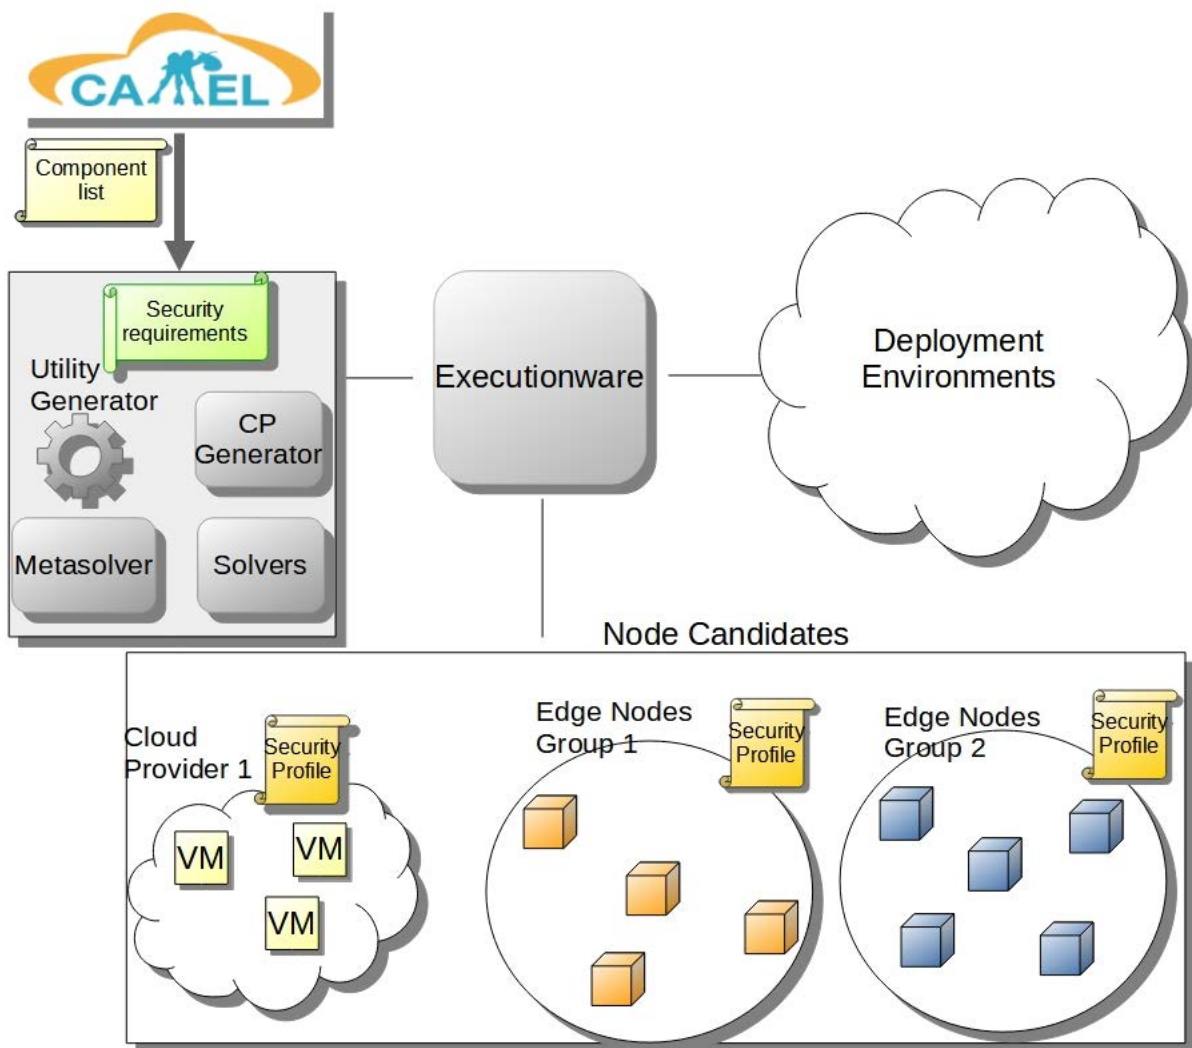 CAMEL
Component
list
Security
requirements
Utility
Generator
CP
Generator
Metasolver
Solvers
Executionware
Deployment
Environments
Node Candidates
Cloud
Provider 1
Security
Profile
VM
VM
VM
Edge Nodes
Group 1
Security
Profile
Edge Nodes
Group 2
Security
Profile